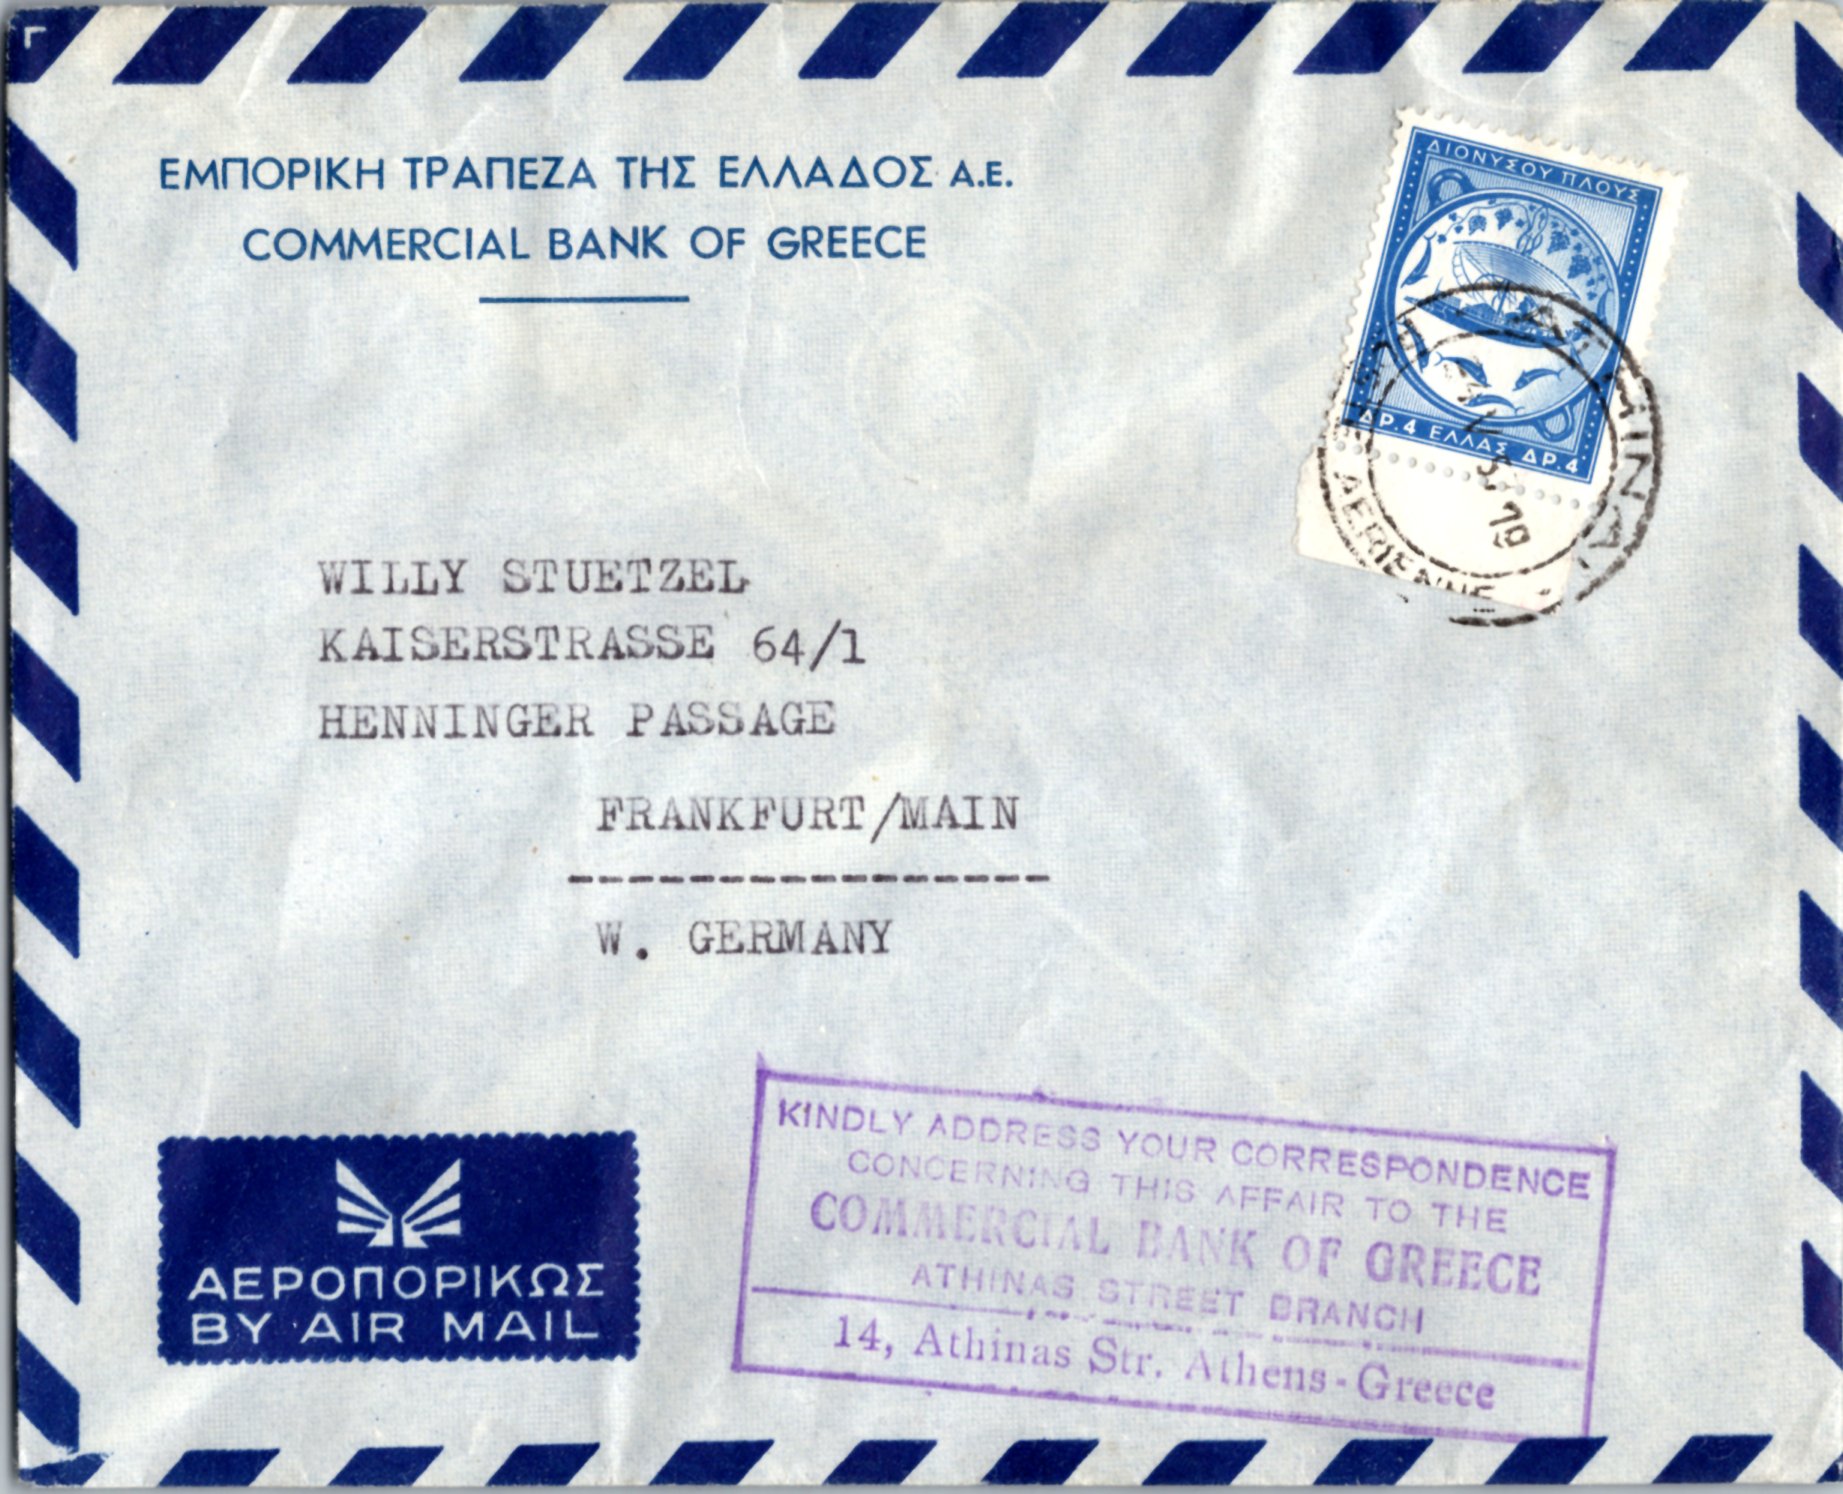 ΕΜΠΟΡΙΚΗ ΤΡΑΠΕΖΑ ΤΗΣ ΕΛΛΑΔΟΣ Α.Ε.
COMMERCIAL BANK OF GREECE
ΔΙΟΝΥΣΟΥ ΠΛΟΥΣ
ΔΡ.4 ΕΛΛΑΣ ΔΡ.4
ΑΘΗΝΑΙ
AERIENNE
WILLY STUETZEL
KAISERSTRASSE 64/1
HENNINGER PASSAGE
FRANKFURT/MAIN
W. GERMANY
KINDLY ADDRESS YOUR CORRESPONDENCE
CONCERNING THIS AFFAIR TO THE
COMMERCIAL BANK OF GREECE
ATHINAS STREET BRANCH
14, Athinas Str. Athens-Greece
ΑΕΡΟΠΟΡΙΚΩΣ
BY AIR MAIL